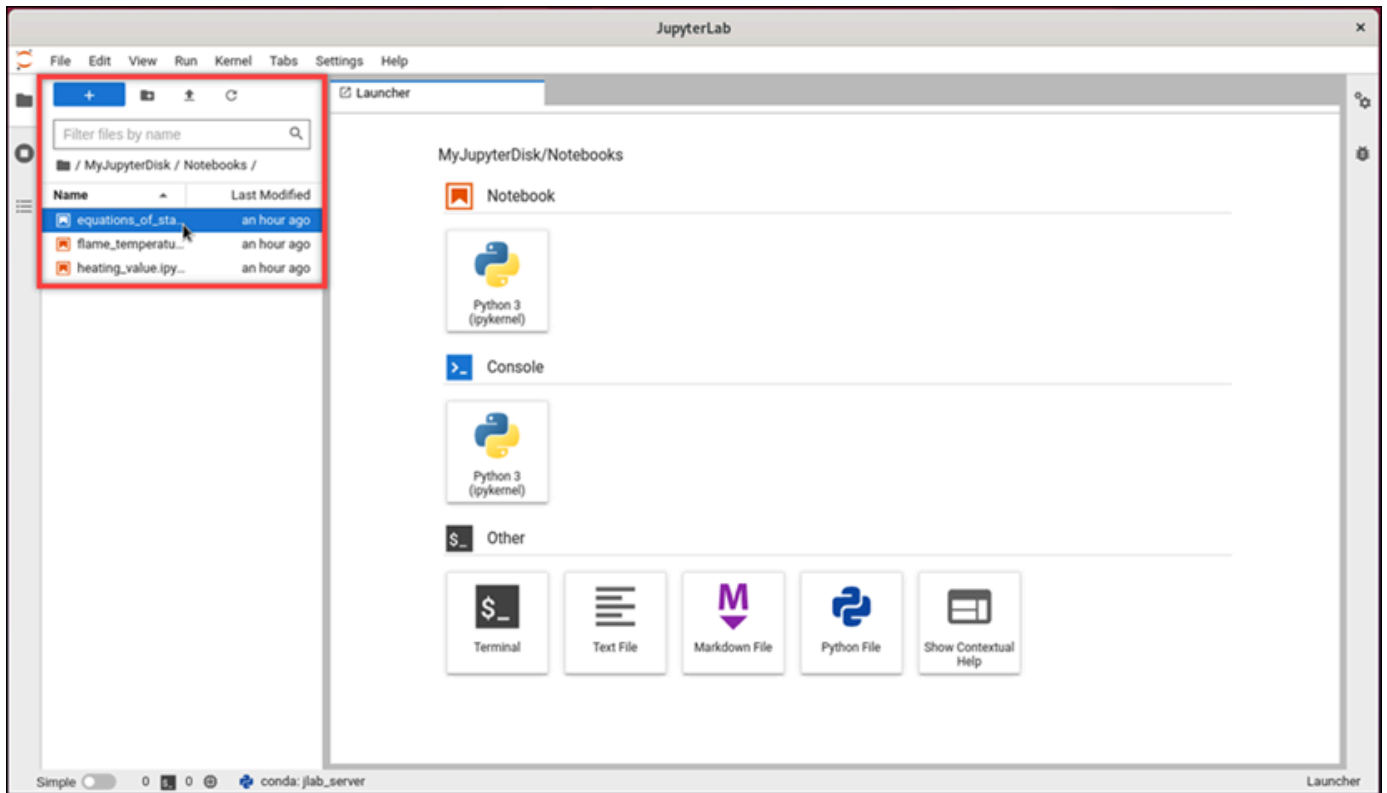 JupyterLab
File Edit View Run Kernel Tabs Settings Help
Launcher
Filter files by name
/ MyJupyterDisk / Notebooks /
Name Last Modified
equations_of_sta... an hour ago
flame_temperatu... an hour ago
heating_value.ipy... an hour ago
MyJupyterDisk/Notebooks
Notebook
Python 3
(ipykernel)
Console
Python 3
(ipykernel)
$_ Other
$_
Terminal
Text File
M
Markdown File
Python File
Show Contextual
Help
Simple 0 $_ 0 conda: jlab_server Launcher